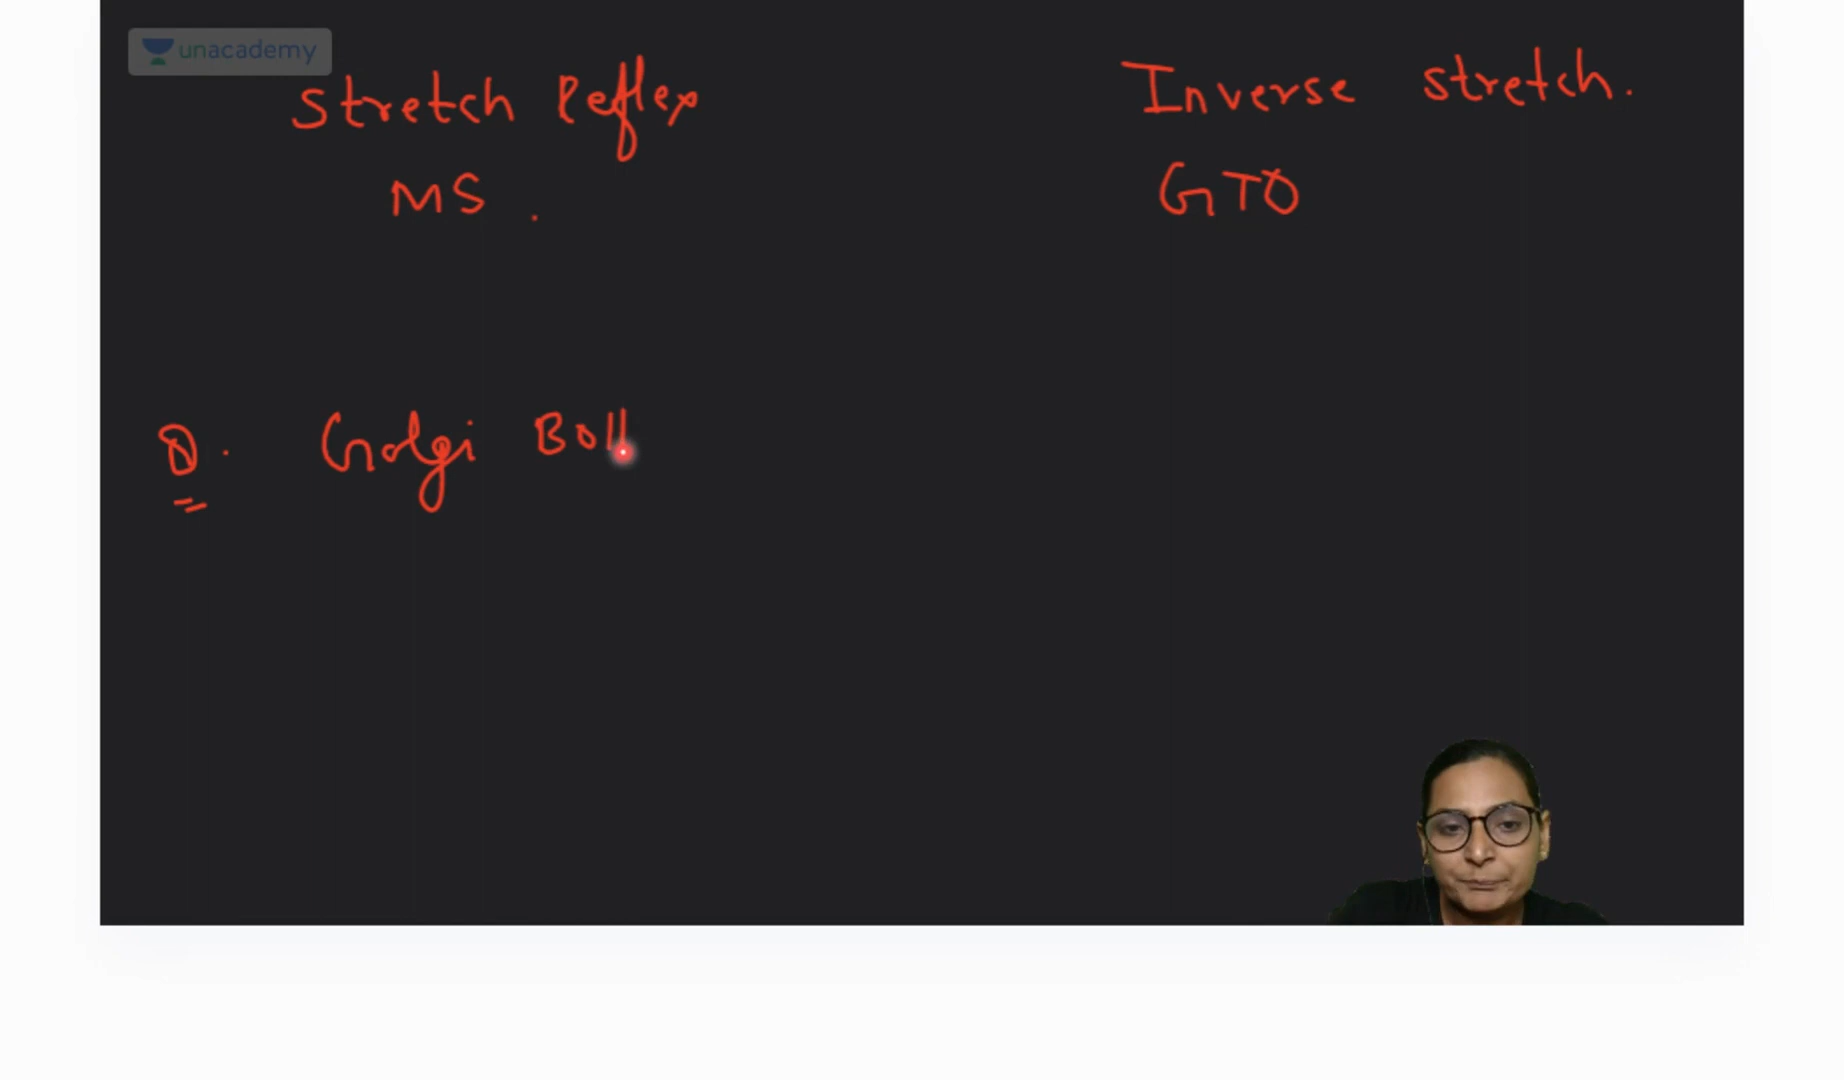 unacademy
Stretch Reflex
Inverse stretch.
MS.
GTO
Q. Golgi Boll